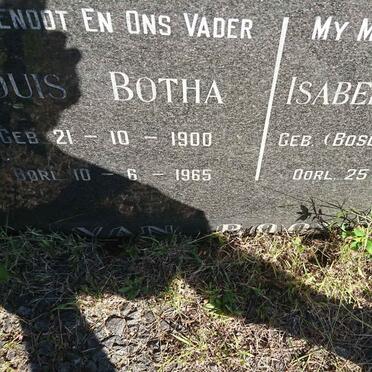 ENOOT EN ONS VADER
OUIS BOTHA
GEB 21 - 10 - 1900
OORL. 10 - 6 - 1965
MY M
ISABE
GEB. (BOS
OORL. 25
VAN